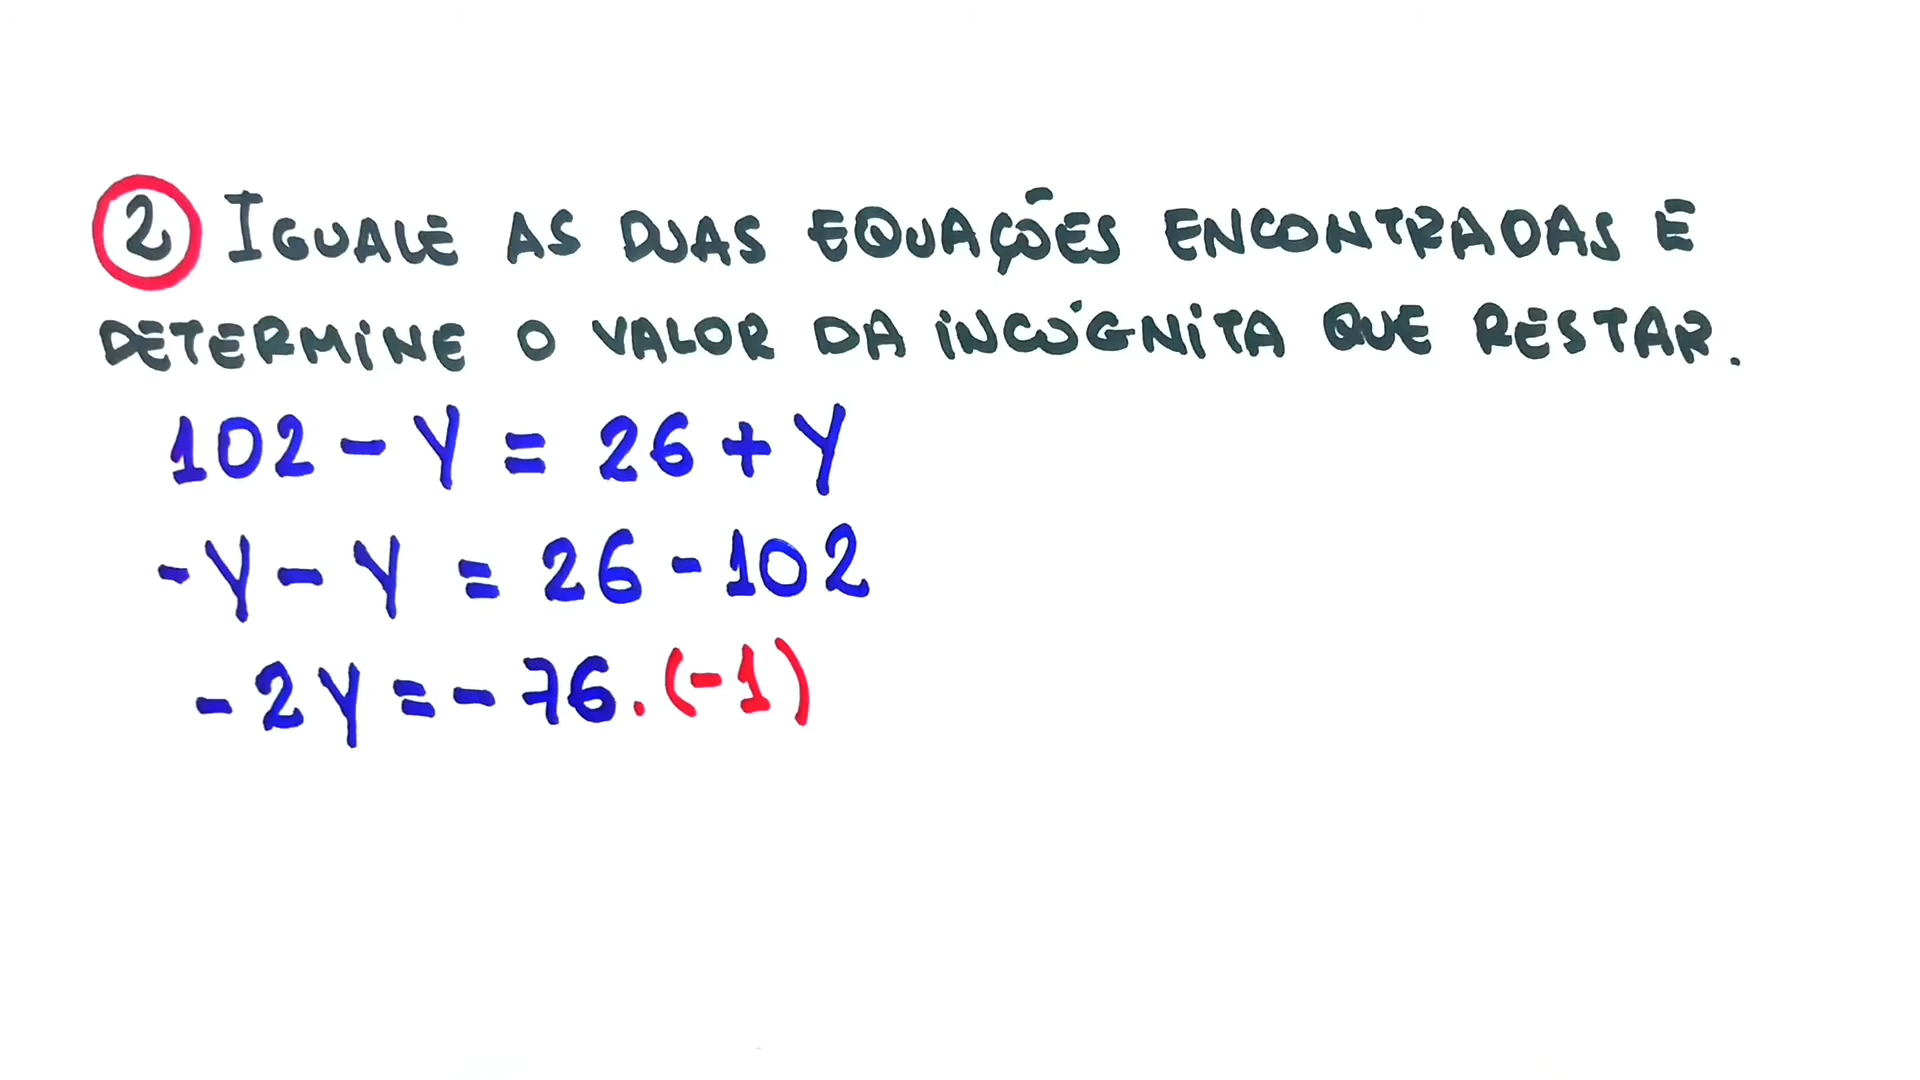 2 IGUALE AS DUAS EQUAÇÕES ENCONTRADAS E
DETERMINE O VALOR DA INCÓGNITA QUE RESTAR.
102 - Y = 26 + Y
-Y - Y = 26 - 102
-2Y = -76 . (-1)